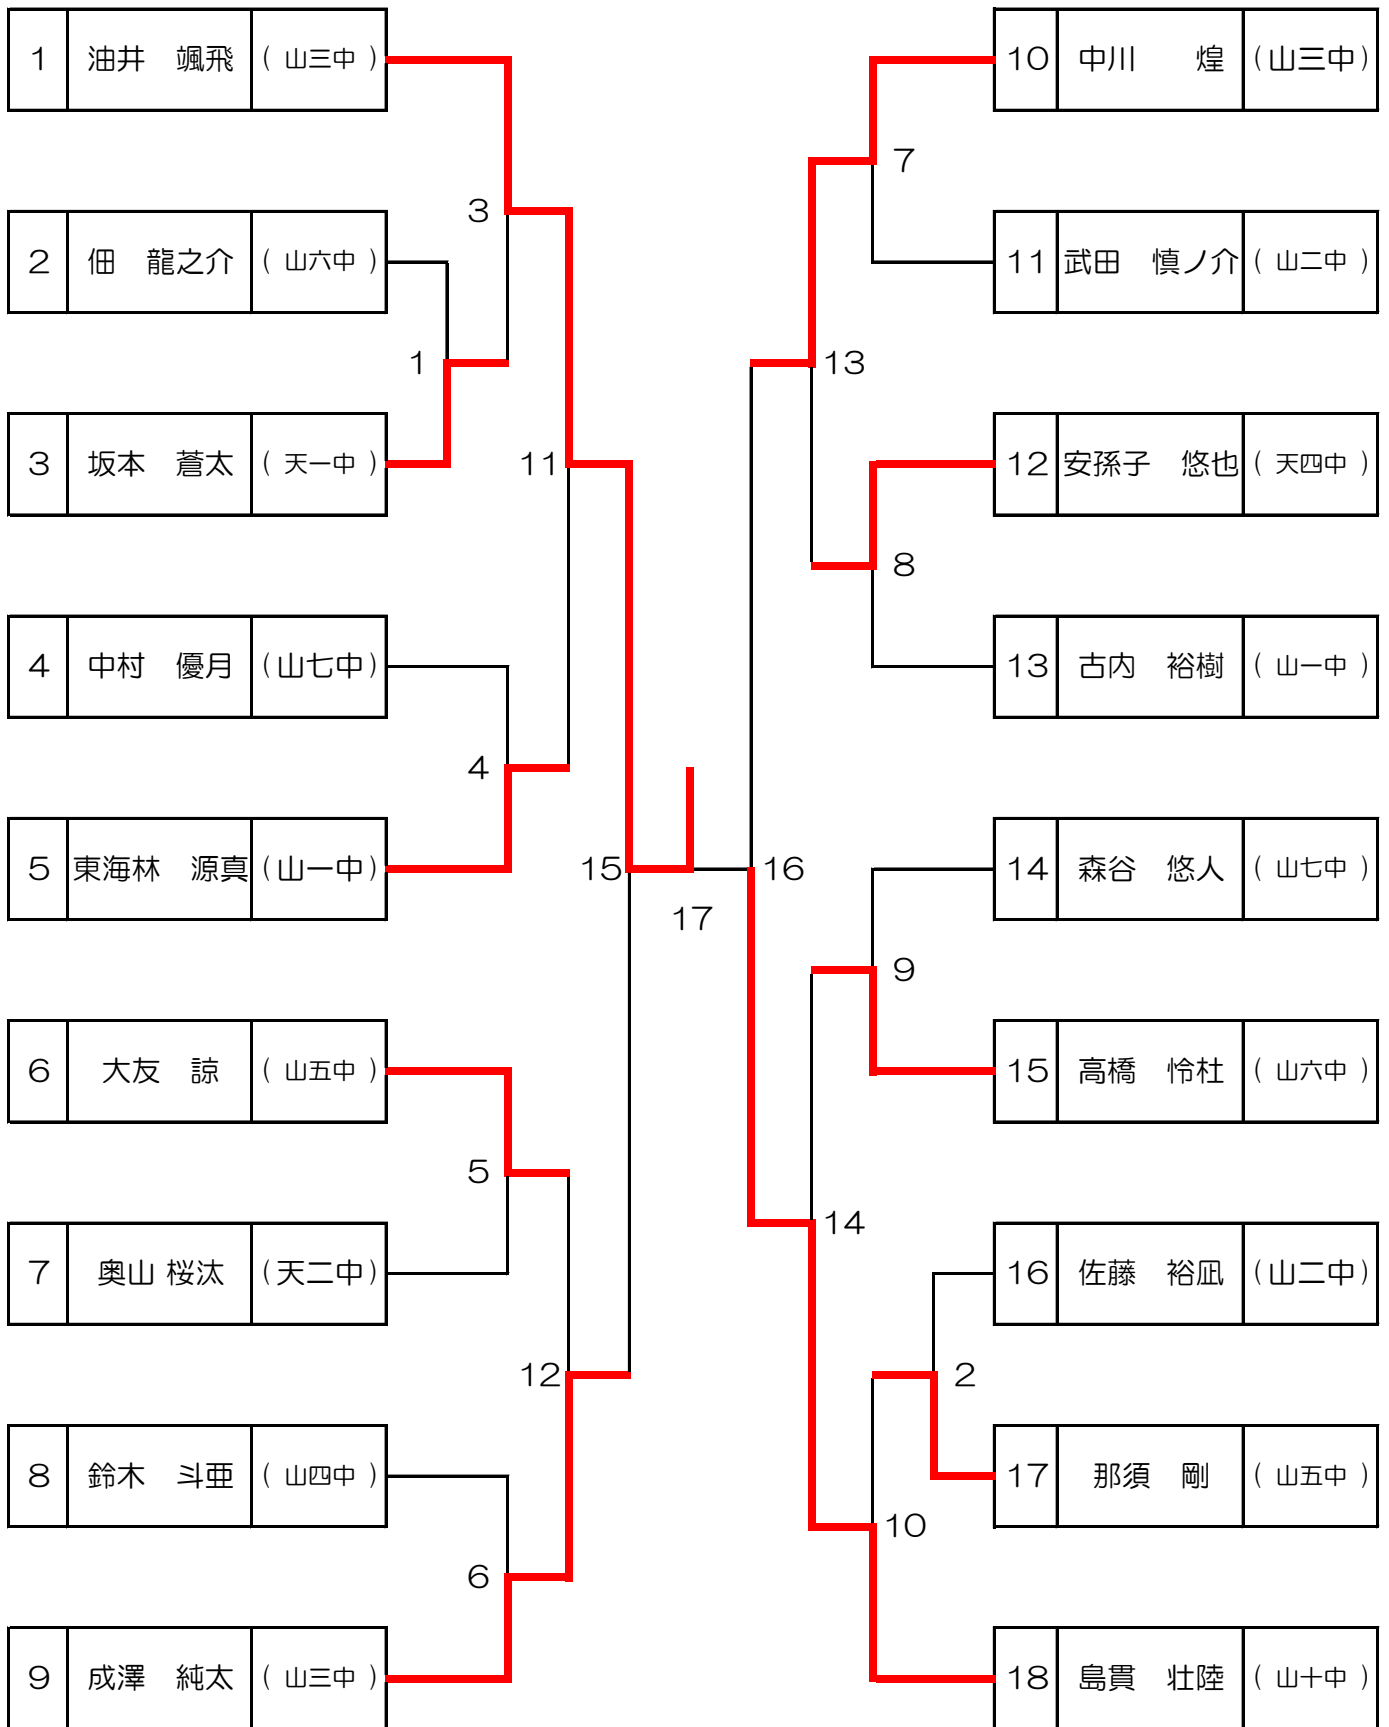 1 油井 颯飛 ( 山三中 )
2 佃 龍之介 ( 山六中 )
3 坂本 蒼太 ( 天一中 )
4 中村 優月 (山七中)
5 東海林 源真 (山一中)
6 大友 諒 ( 山五中 )
7 奥山 桜汰 (天二中)
8 鈴木 斗亜 ( 山四中 )
9 成澤 純太 ( 山三中 )
3
1
11
4
15
5
12
6
17
10 中川 煌 (山三中)
11 武田 慎ノ介 ( 山二中 )
12 安孫子 悠也 ( 天四中 )
13 古内 裕樹 ( 山一中 )
14 森谷 悠人 ( 山七中 )
15 高橋 怜杜 ( 山六中 )
16 佐藤 裕凪 (山二中)
17 那須 剛 ( 山五中 )
18 島貫 壮陸 ( 山十中 )
7
13
8
16
9
14
2
10